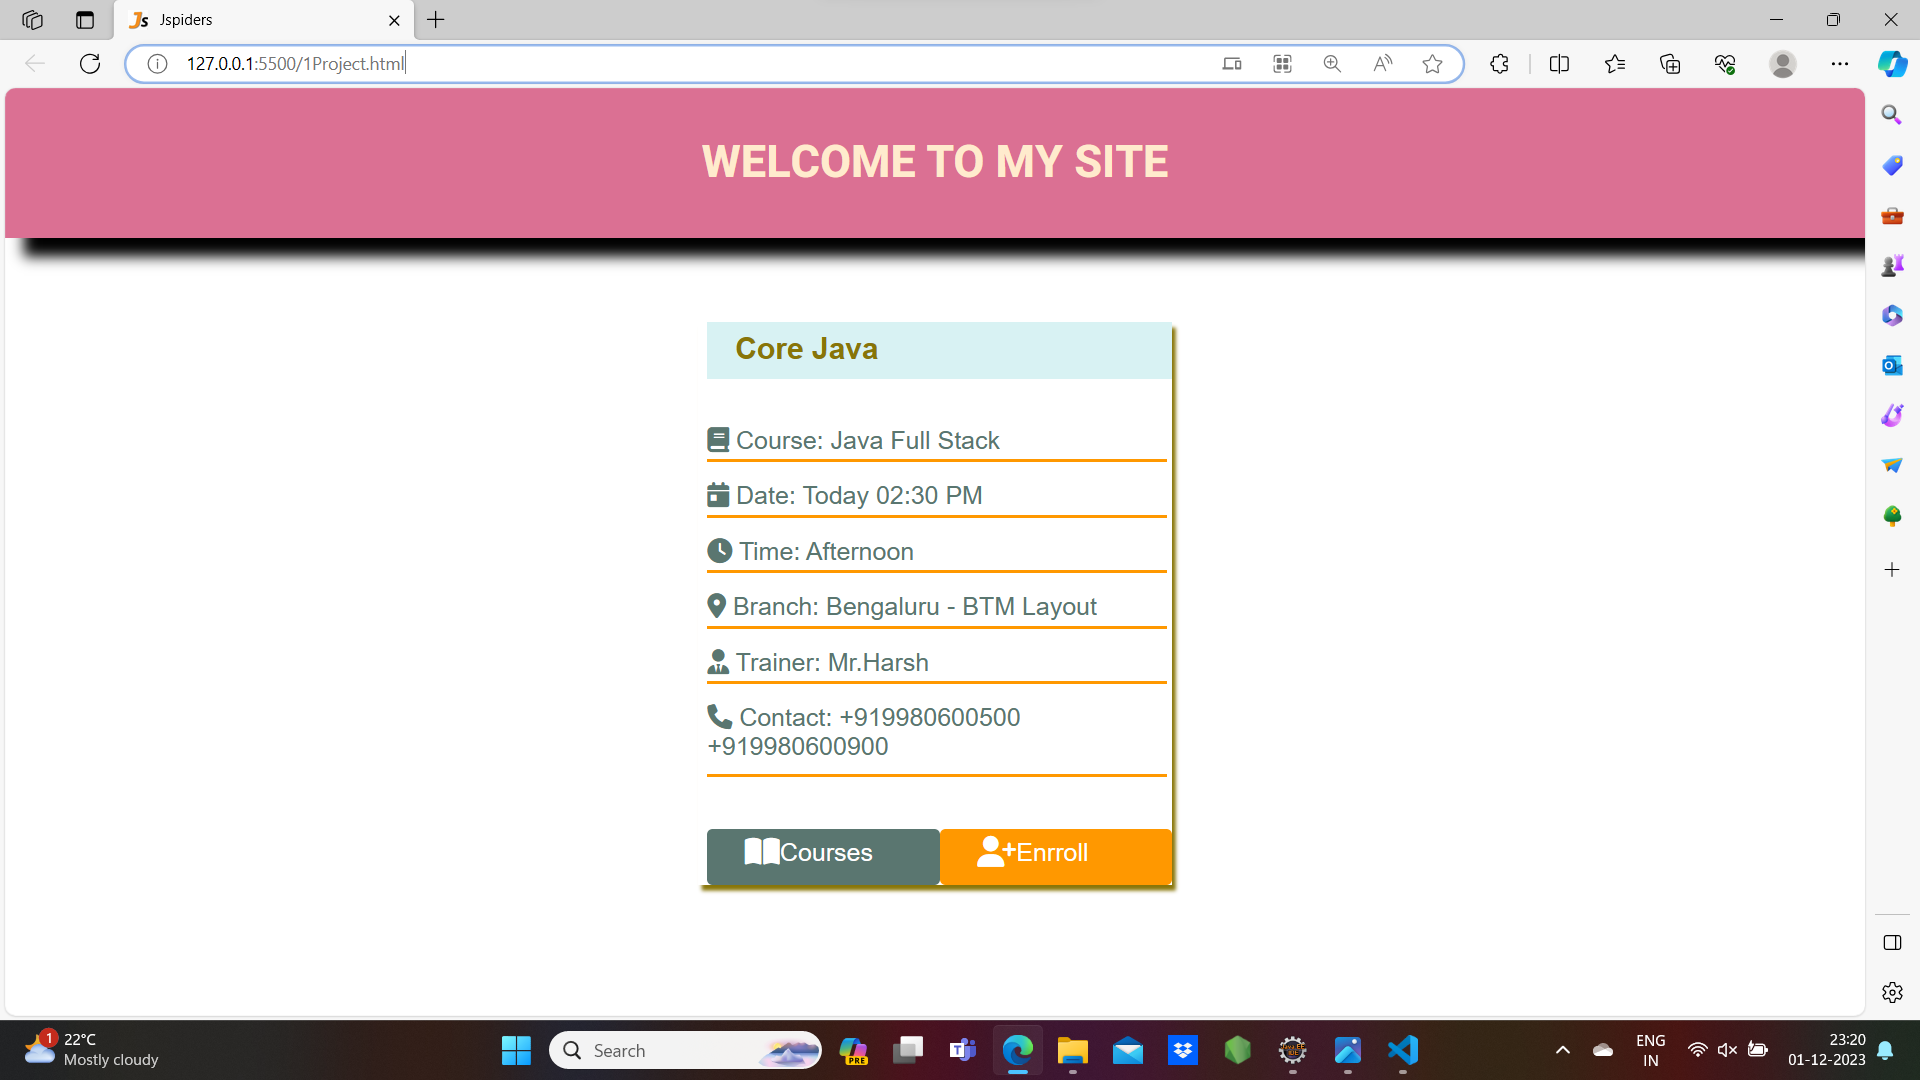 Jspiders
127.0.0.1:5500/1Project.html
WELCOME TO MY SITE
Core Java
Course: Java Full Stack
Date: Today 02:30 PM
Time: Afternoon
Branch: Bengaluru - BTM Layout
Trainer: Mr.Harsh
Contact: +919980600500
+919980600900
Courses
Enrroll
1
22°C
Mostly cloudy
Search
PRE
ENG
IN
23:20
01-12-2023